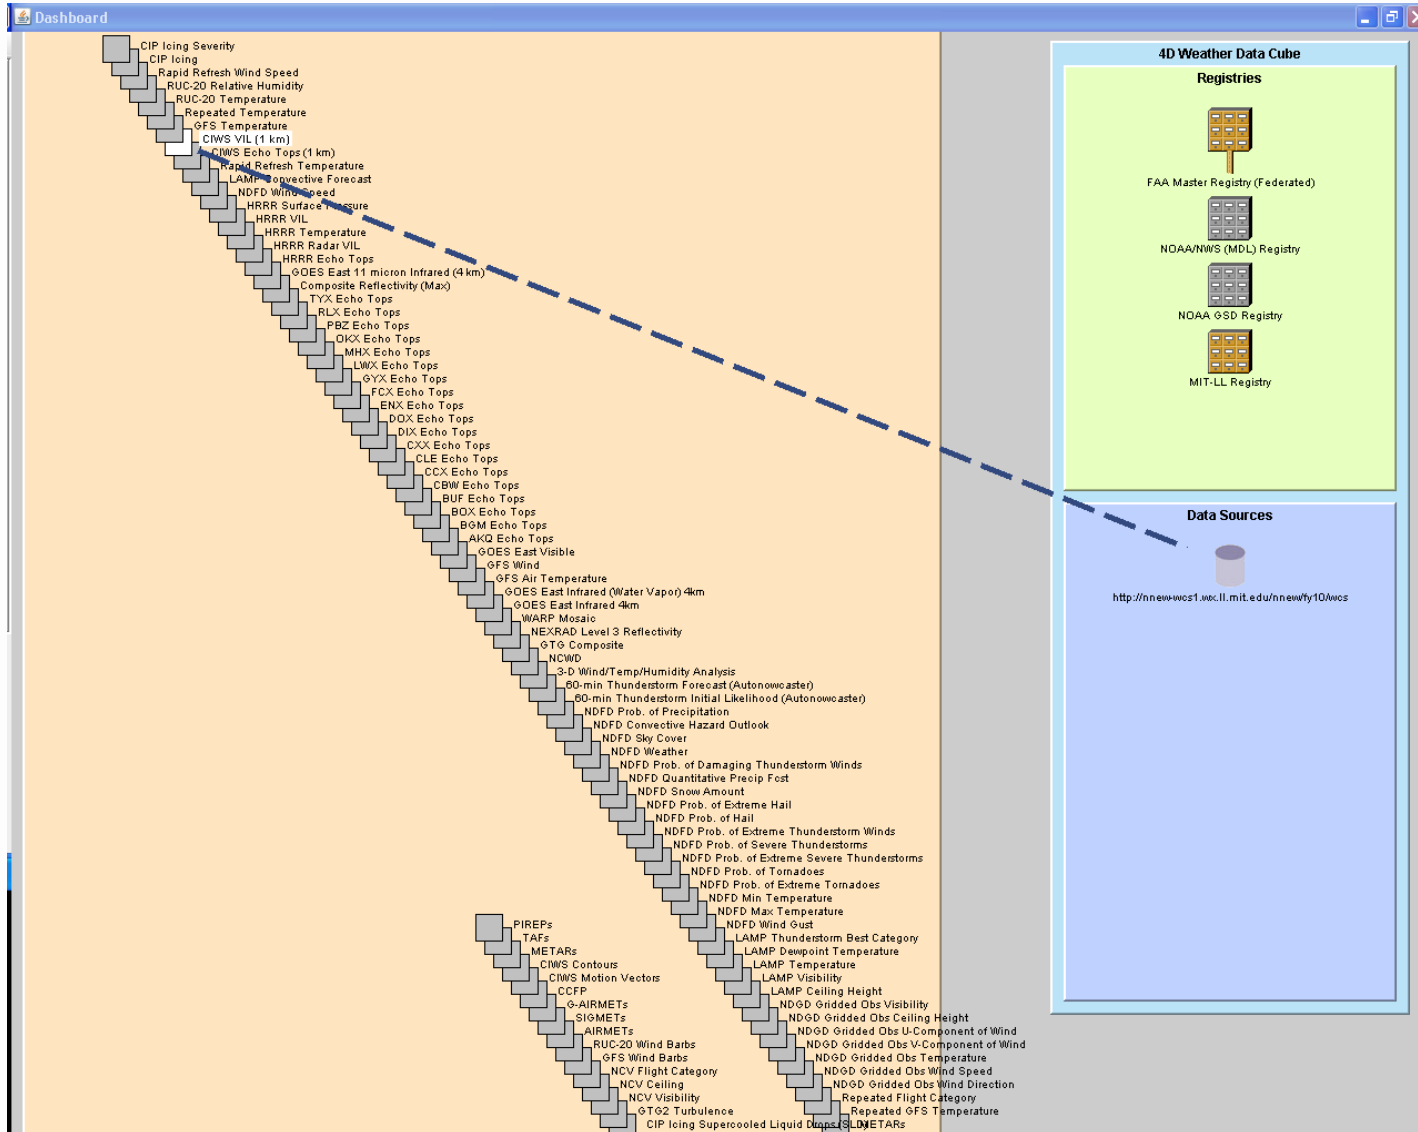 Dashboard
CIP Icing Severity
CIP Icing
Rapid Refresh Wind Speed
RUC-20 Relative Humidity
RUC-20 Temperature
Repeated Temperature
GFS Temperature
CIWS VIL (1 km)
CIWS Echo Tops (1 km)
Rapid Refresh Temperature
LAMP Convective Forecast
NDFD Wind Speed
HRRR Surface Pressure
HRRR VIL
HRRR Temperature
HRRR Radar VIL
HRRR Echo Tops
GOES East 11 micron Infrared (4 km)
Composite Reflectivity (Max)
TYX Echo Tops
RLX Echo Tops
PBZ Echo Tops
OKX Echo Tops
MHX Echo Tops
LWX Echo Tops
GYX Echo Tops
FCX Echo Tops
ENX Echo Tops
DOX Echo Tops
DIX Echo Tops
CXX Echo Tops
CLE Echo Tops
CCX Echo Tops
CBW Echo Tops
BUF Echo Tops
BOX Echo Tops
BGM Echo Tops
AKQ Echo Tops
GOES East Visible
GFS Wind
GFS Air Temperature
GOES East Infrared (Water Vapor) 4km
GOES East Infrared 4km
WARP Mosaic
NEXRAD Level 3 Reflectivity
GTG Composite
NCWD
3-D Wind/Temp/Humidity Analysis
60-min Thunderstorm Forecast (Autonowcaster)
60-min Thunderstorm Initial Likelihood (Autonowcaster)
NDFD Prob. of Precipitation
NDFD Convective Hazard Outlook
NDFD Sky Cover
NDFD Weather
NDFD Prob. of Damaging Thunderstorm Winds
NDFD Quantitative Precip Fcst
NDFD Snow Amount
NDFD Prob. of Extreme Hail
NDFD Prob. of Hail
NDFD Prob. of Extreme Thunderstorm Winds
NDFD Prob. of Severe Thunderstorms
NDFD Prob. of Extreme Severe Thunderstorms
NDFD Prob. of Tornadoes
NDFD Prob. of Extreme Tornadoes
NDFD Min Temperature
NDFD Max Temperature
NDFD Wind Gust
LAMP Thunderstorm Best Category
LAMP Dewpoint Temperature
LAMP Temperature
LAMP Visibility
LAMP Ceiling Height
NDGD Gridded Obs Visibility
NDGD Gridded Obs Ceiling Height
NDGD Gridded Obs U-Component of Wind
NDGD Gridded Obs V-Component of Wind
NDGD Gridded Obs Temperature
NDGD Gridded Obs Wind Speed
NDGD Gridded Obs Wind Direction
Repeated Flight Category
Repeated GFS Temperature
METARs
PIREPs
TAFs
METARs
CIWS Contours
CIWS Motion Vectors
CCFP
G-AIRMETs
SIGMETs
AIRMETs
RUC-20 Wind Barbs
GFS Wind Barbs
NCV Flight Category
NCV Ceiling
NCV Visibility
GTG2 Turbulence
CIP Icing Supercooled Liquid Drops (SLD)
4D Weather Data Cube
Registries
FAA Master Registry (Federated)
NOAA/NWS (MDL) Registry
NOAA GSD Registry
MIT-LL Registry
Data Sources
http://nnew-wcs1.wx.ll.mit.edu/nnew/fy10/wcs